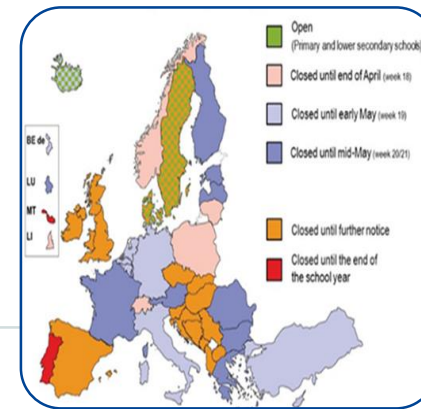 Open
(Primary and lower secondary schools)
Closed until end of April (week 18)
Closed until early May (week 19)
Closed until mid-May (week 20/21)
Closed until further notice
Closed until the end of
the school year
BE de
LU
MT
LI